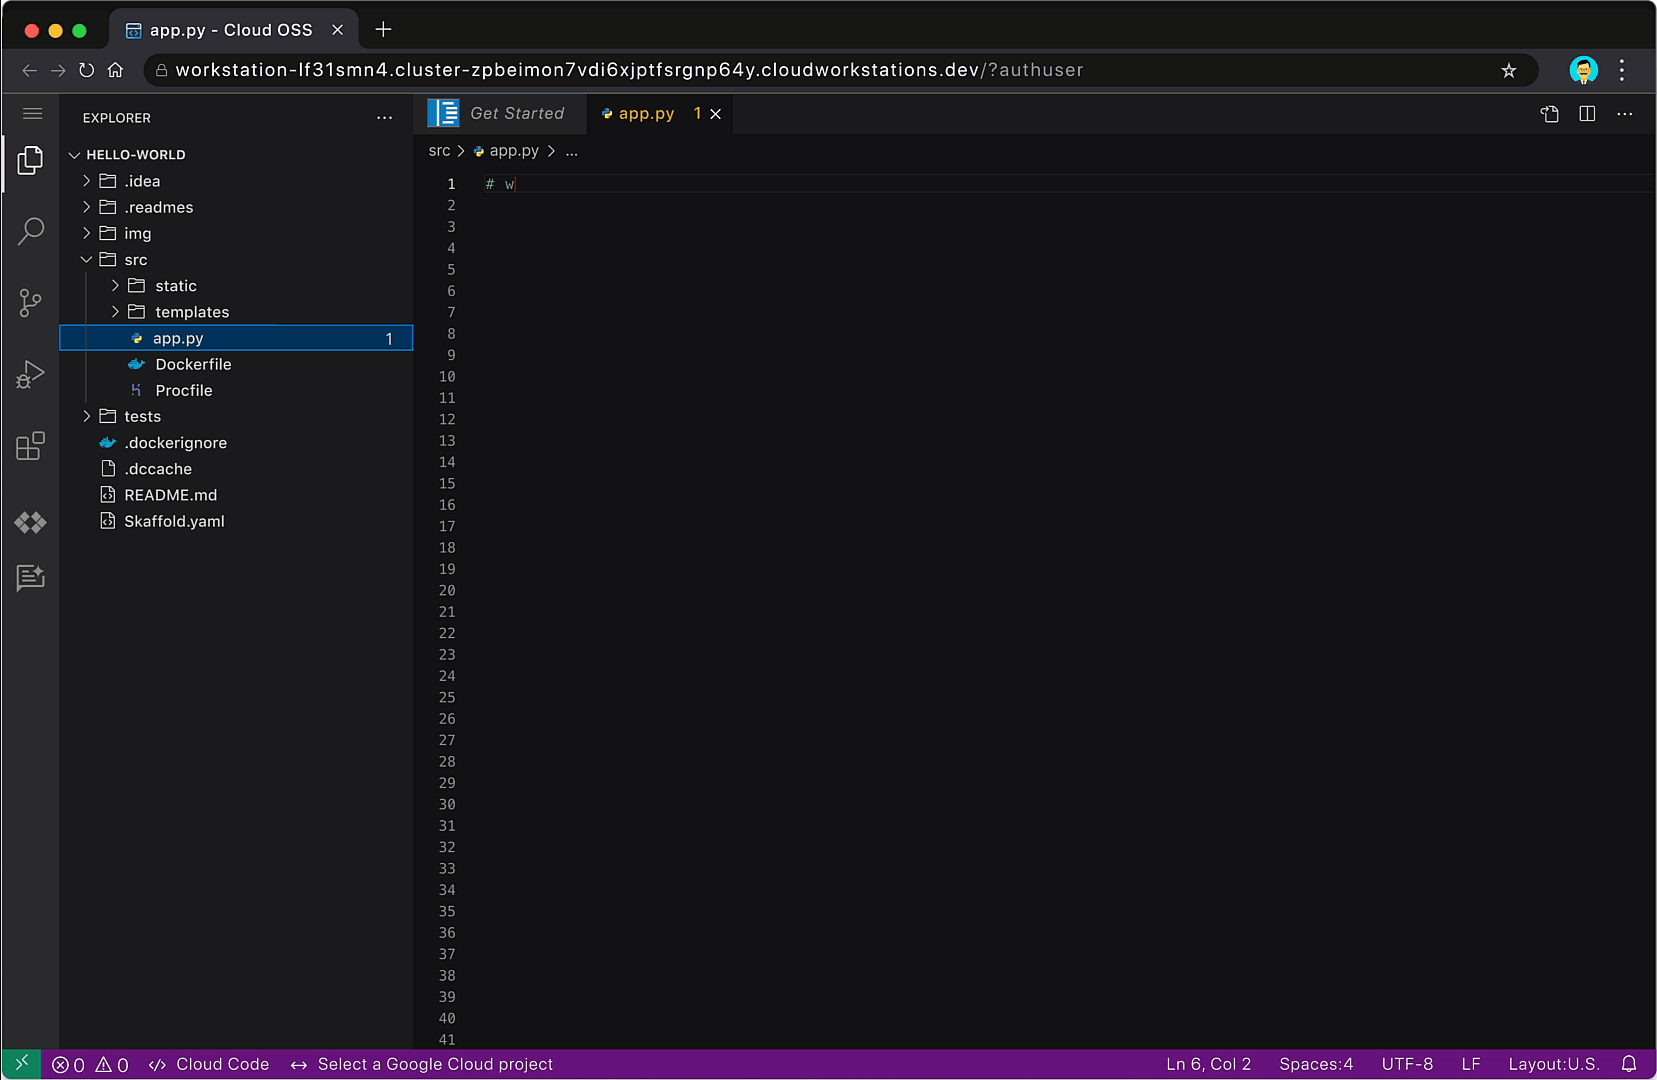 app.py - Cloud OSS
workstation-lf31smn4.cluster-zpbeimon7vdi6xjptfsrgnp64y.cloudworkstations.dev/?authuser
EXPLORER
HELLO-WORLD
.idea
.readmes
img
src
static
templates
app.py 1
Dockerfile
Procfile
tests
.dockerignore
.dccache
README.md
Skaffold.yaml
Get Started
app.py 1
src > app.py > ...
1 # w
2
3
4
5
6
7
8
9
10
11
12
13
14
15
16
17
18
19
20
21
22
23
24
25
26
27
28
29
30
31
32
33
34
35
36
37
38
39
40
41
0 0 </> Cloud Code Select a Google Cloud project Ln 6, Col 2 Spaces:4 UTF-8 LF Layout:U.S.